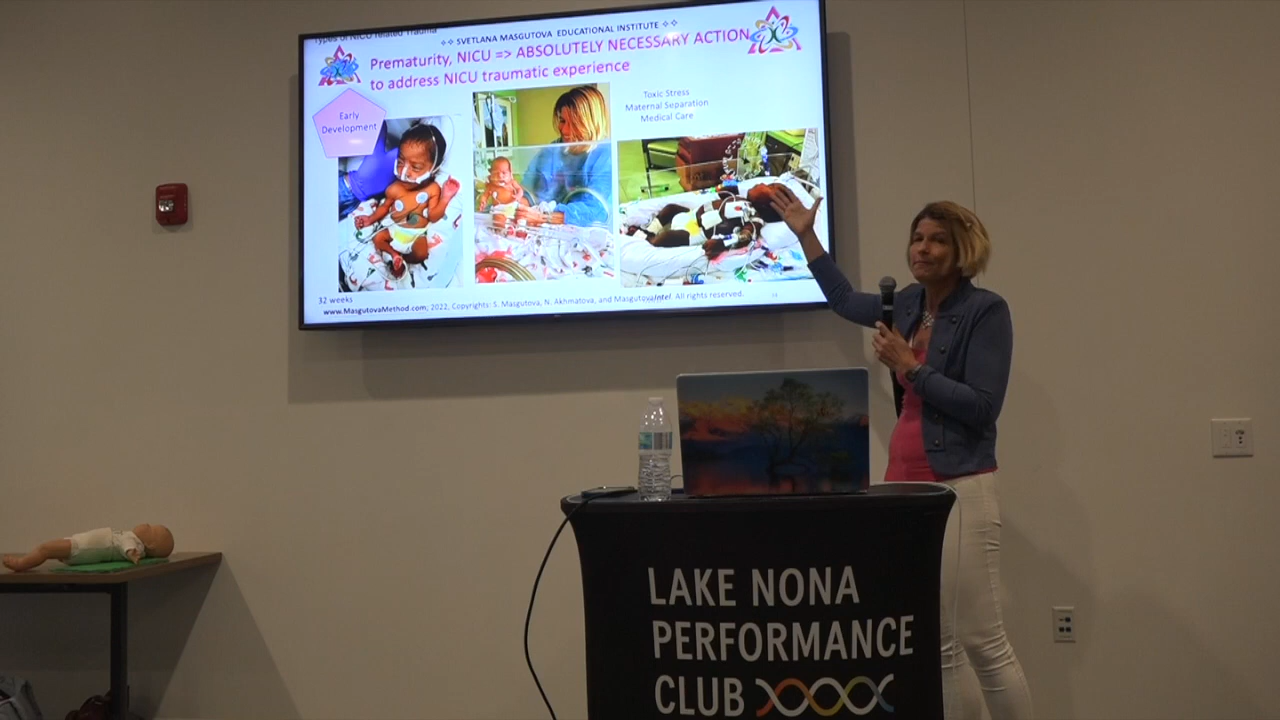 Types of NICU related Trauma
✧✧ SVETLANA MASGUTOVA EDUCATIONAL INSTITUTE ✧✧
Prematurity, NICU => ABSOLUTELY NECESSARY ACTION
to address NICU traumatic experience
Early
Development
Toxic Stress
Maternal Separation
Medical Care
32 weeks
www.MasgutovaMethod.com; 2022, Copyrights: S. Masgutova, N. Akhmatova, and MasgutovaIntel. All rights reserved.
LAKE NONA
PERFORMANCE
CLUB